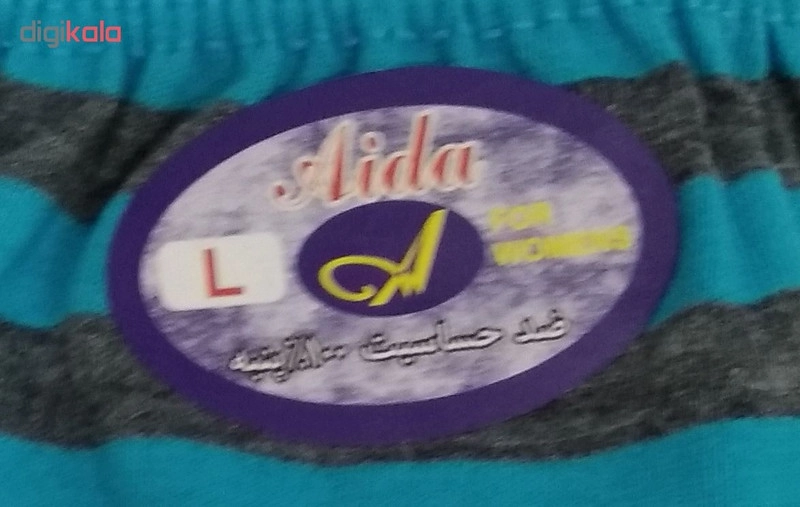 digikala
Aida
FOR
WOMENS
L
A
ضد حساسیت ۱۰۰٪ پنبه